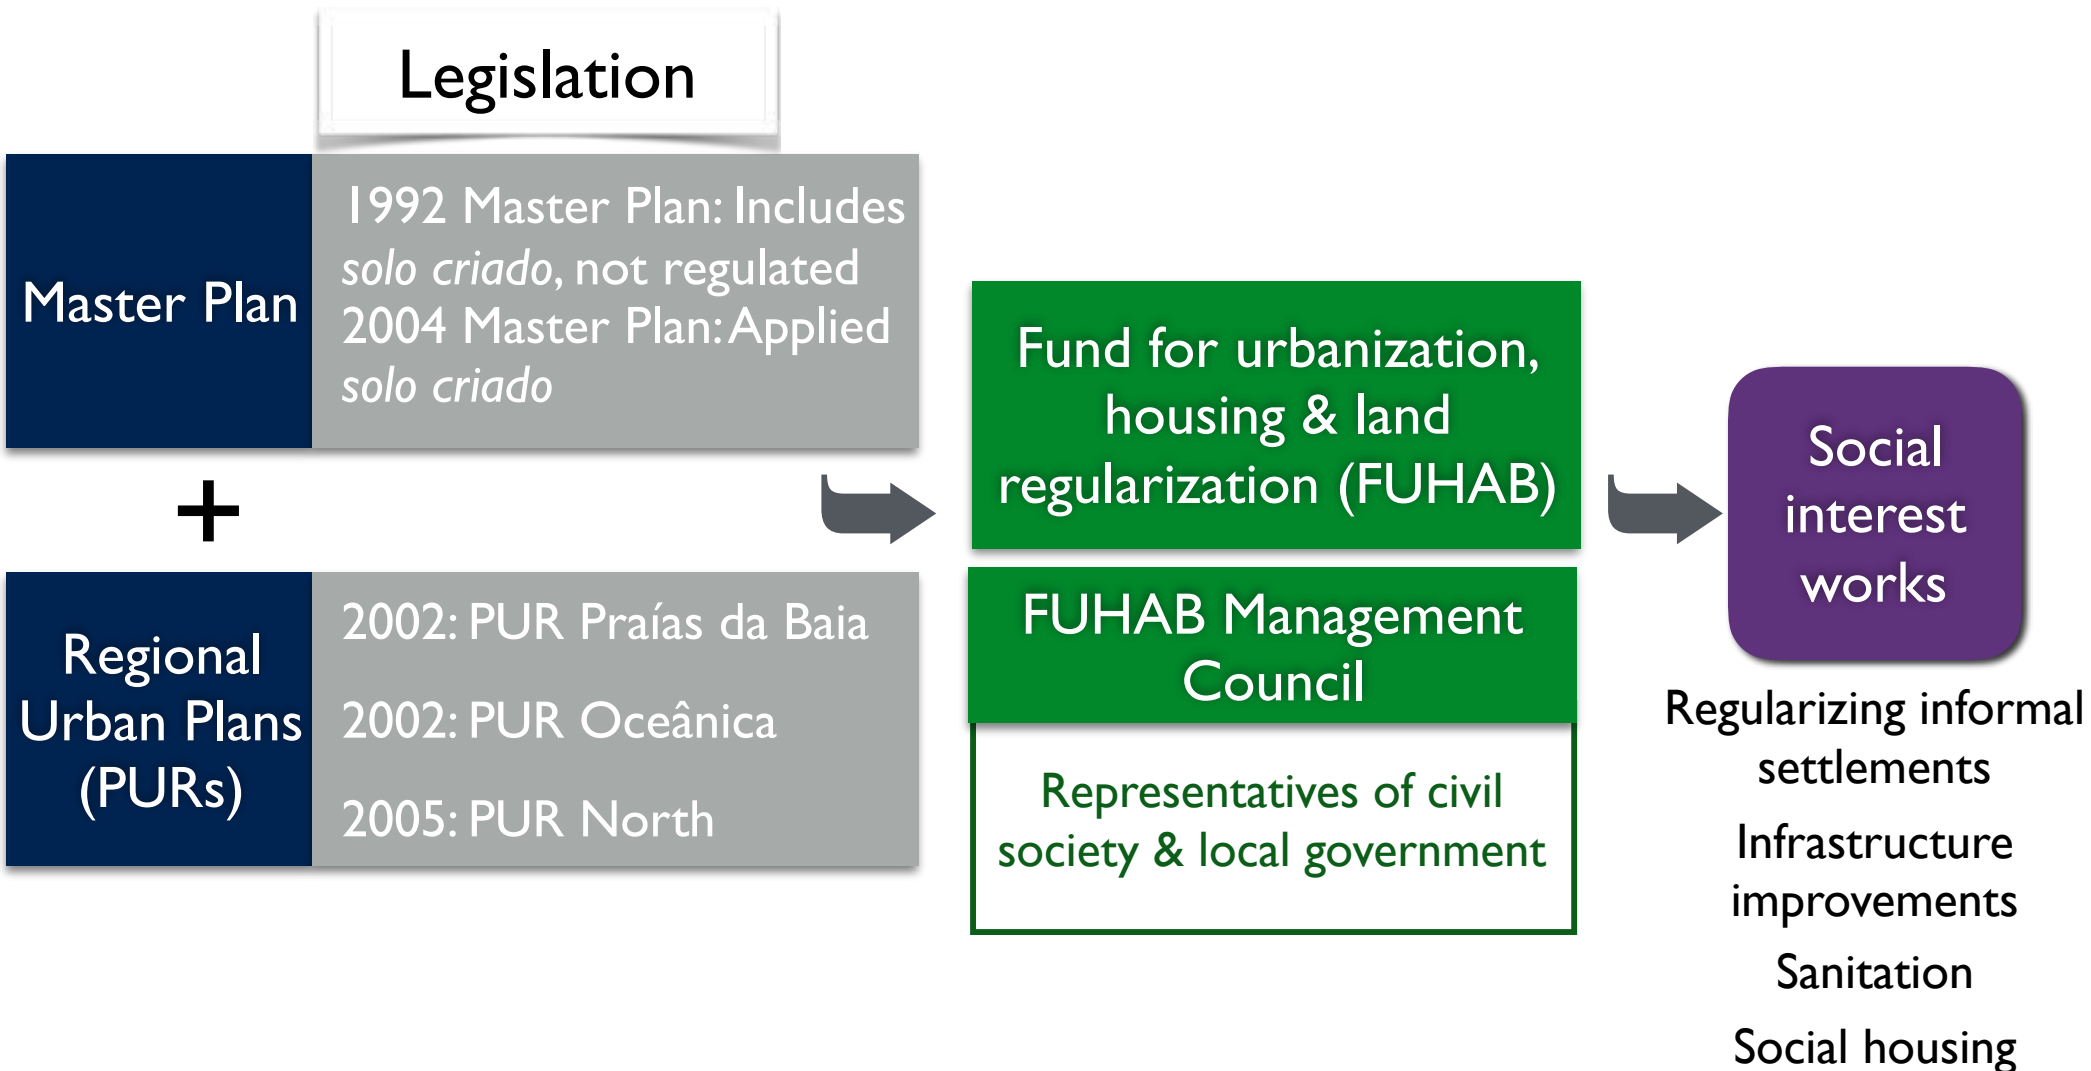 Legislation
Master Plan
1992 Master Plan: Includes
solo criado, not regulated
2004 Master Plan: Applied
solo criado
+
Regional
Urban Plans
(PURs)
2002: PUR Praías da Baia
2002: PUR Oceânica
2005: PUR North
Fund for urbanization,
housing & land
regularization (FUHAB)
FUHAB Management
Council
Representatives of civil
society & local government
Social
interest
works
Regularizing informal
settlements
Infrastructure
improvements
Sanitation
Social housing